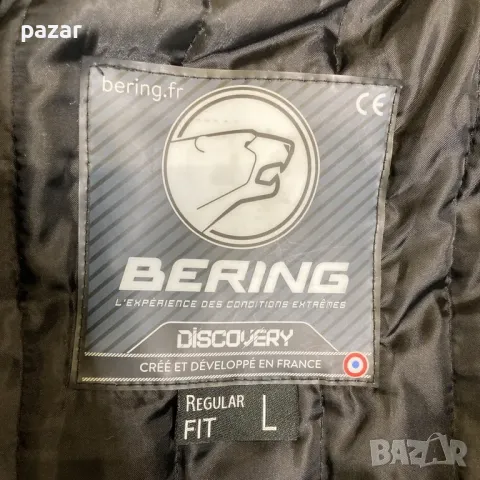 pazar
bering.fr
CE
BERING
L'EXPÉRIENCE DES CONDITIONS EXTRÊMES
DISCOVERY
CRÉÉ ET DÉVELOPPÉ EN FRANCE
REGULAR
FIT
L
BAZAR